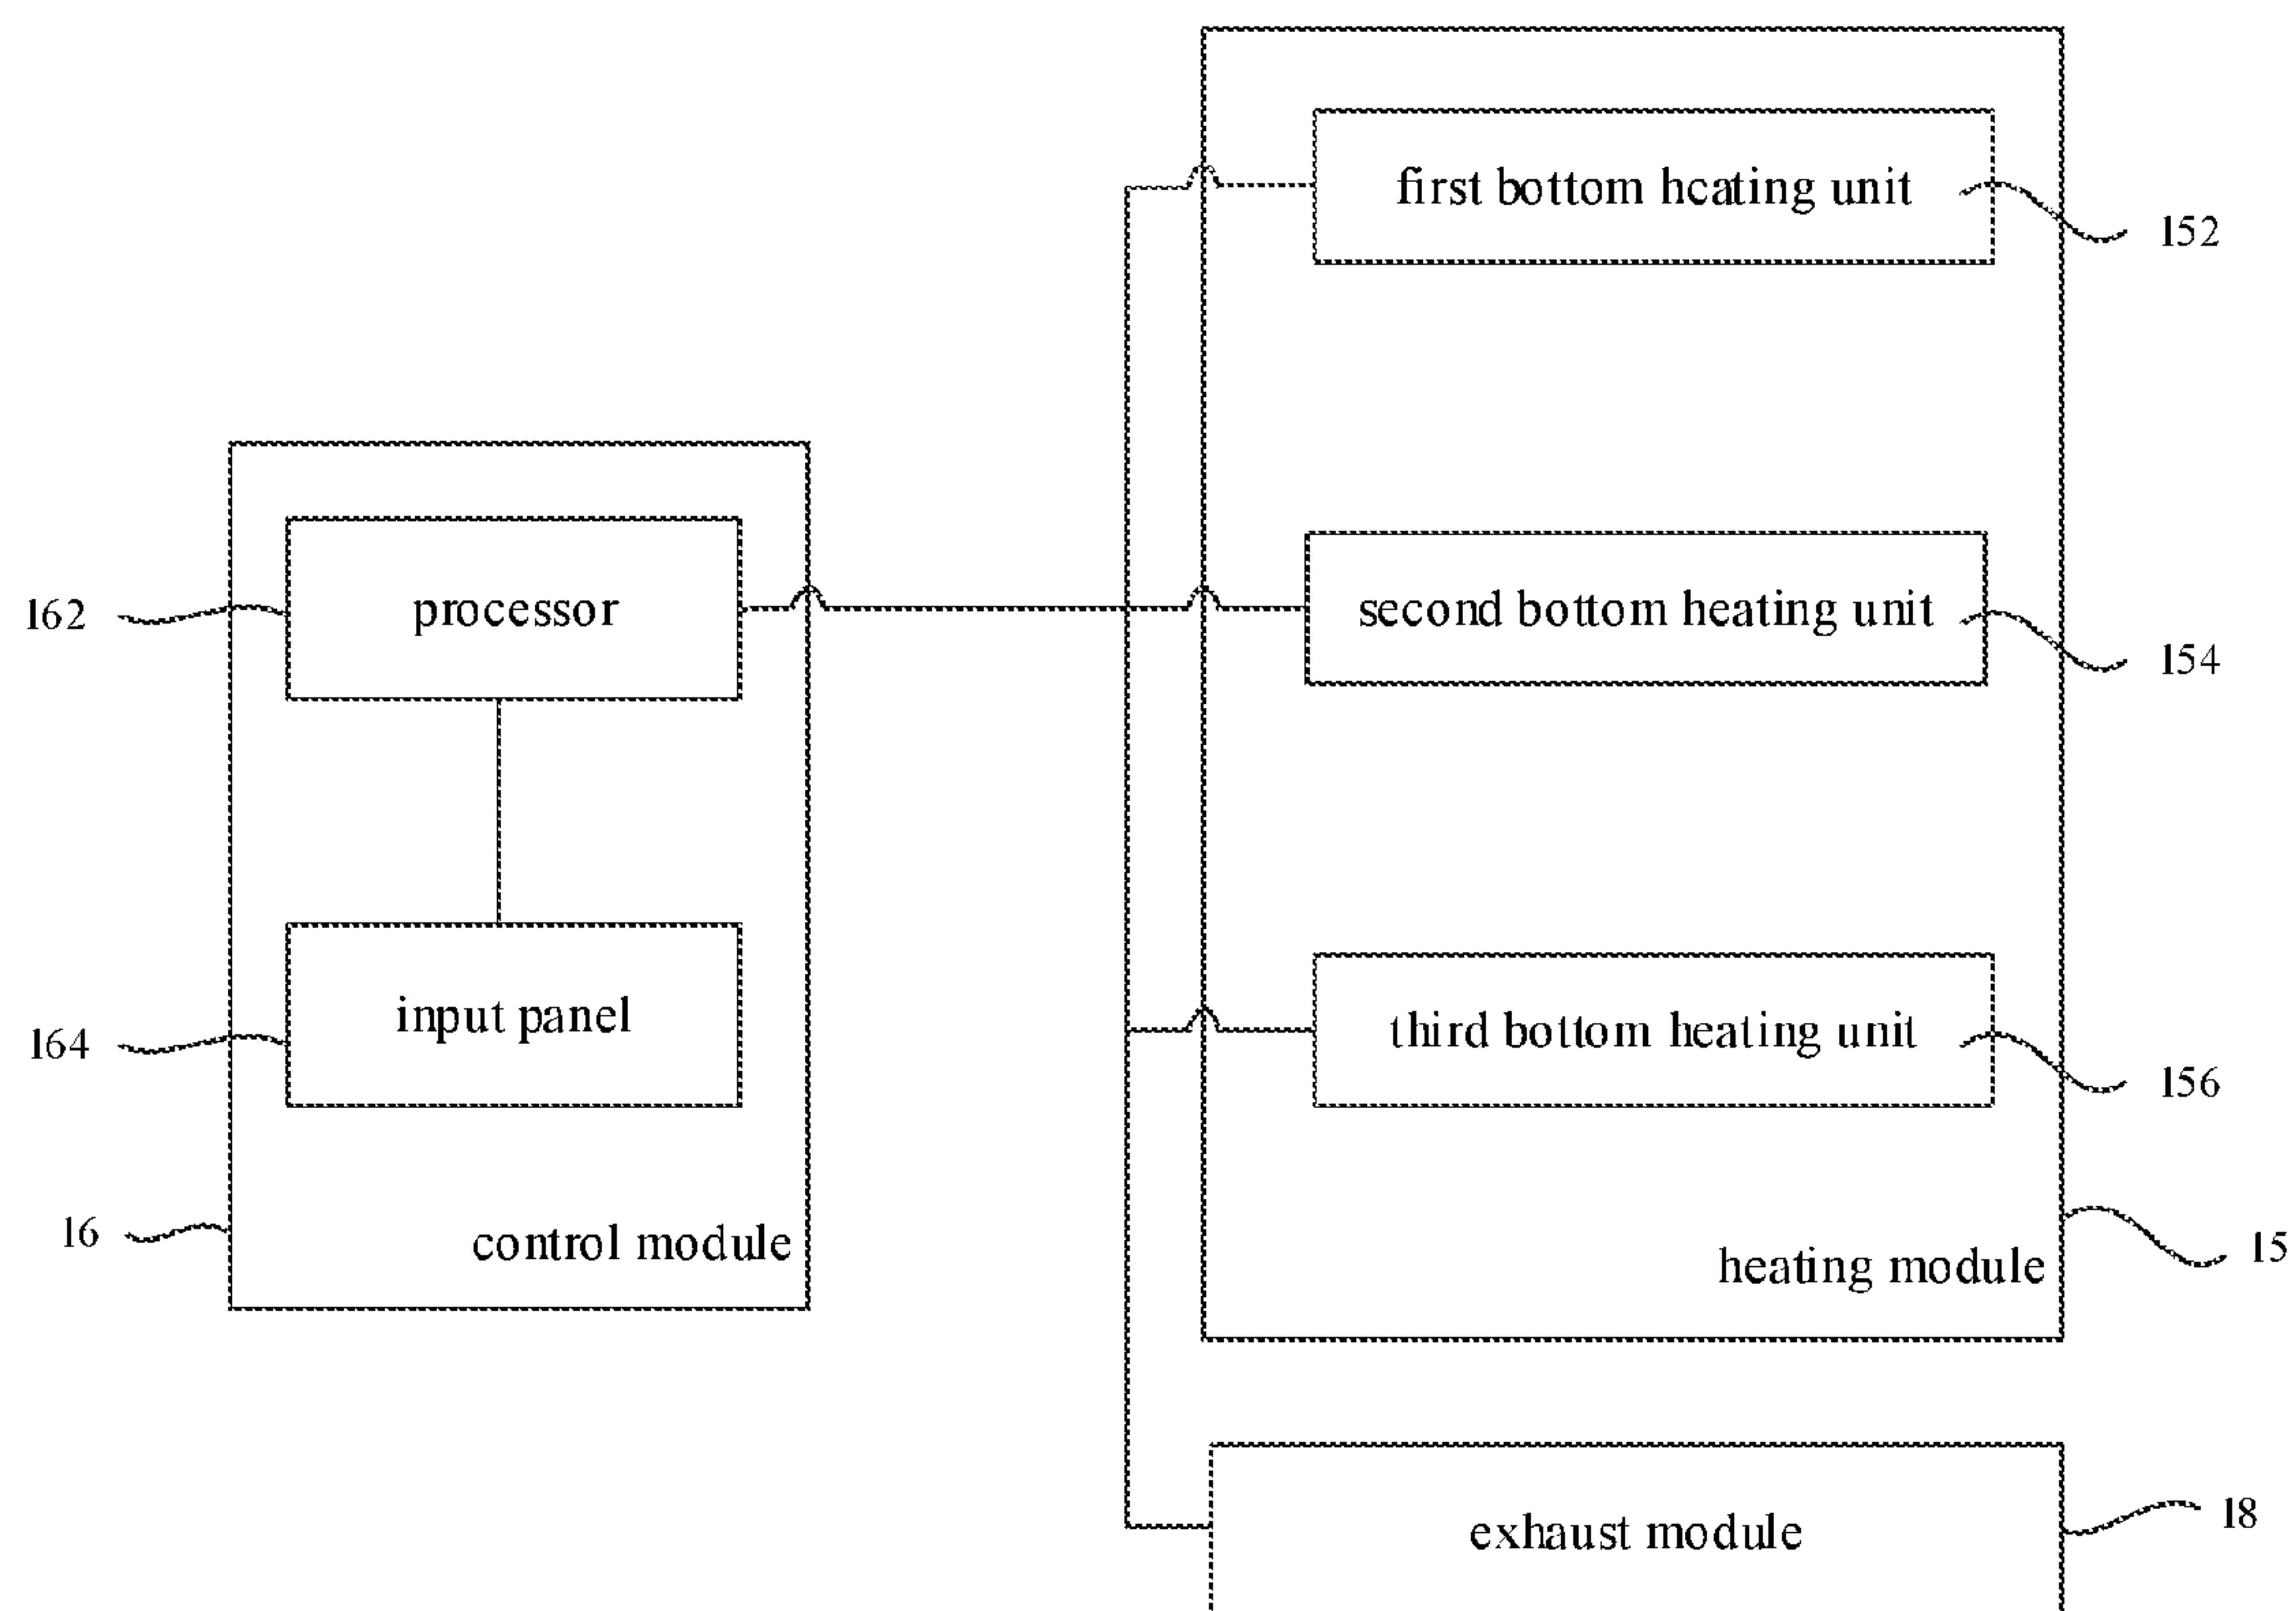 first bottom heating unit
152
processor
162
second bottom heating unit
154
input panel
164
third bottom heating unit
156
16
control module
heating module
15
exhaust module
18